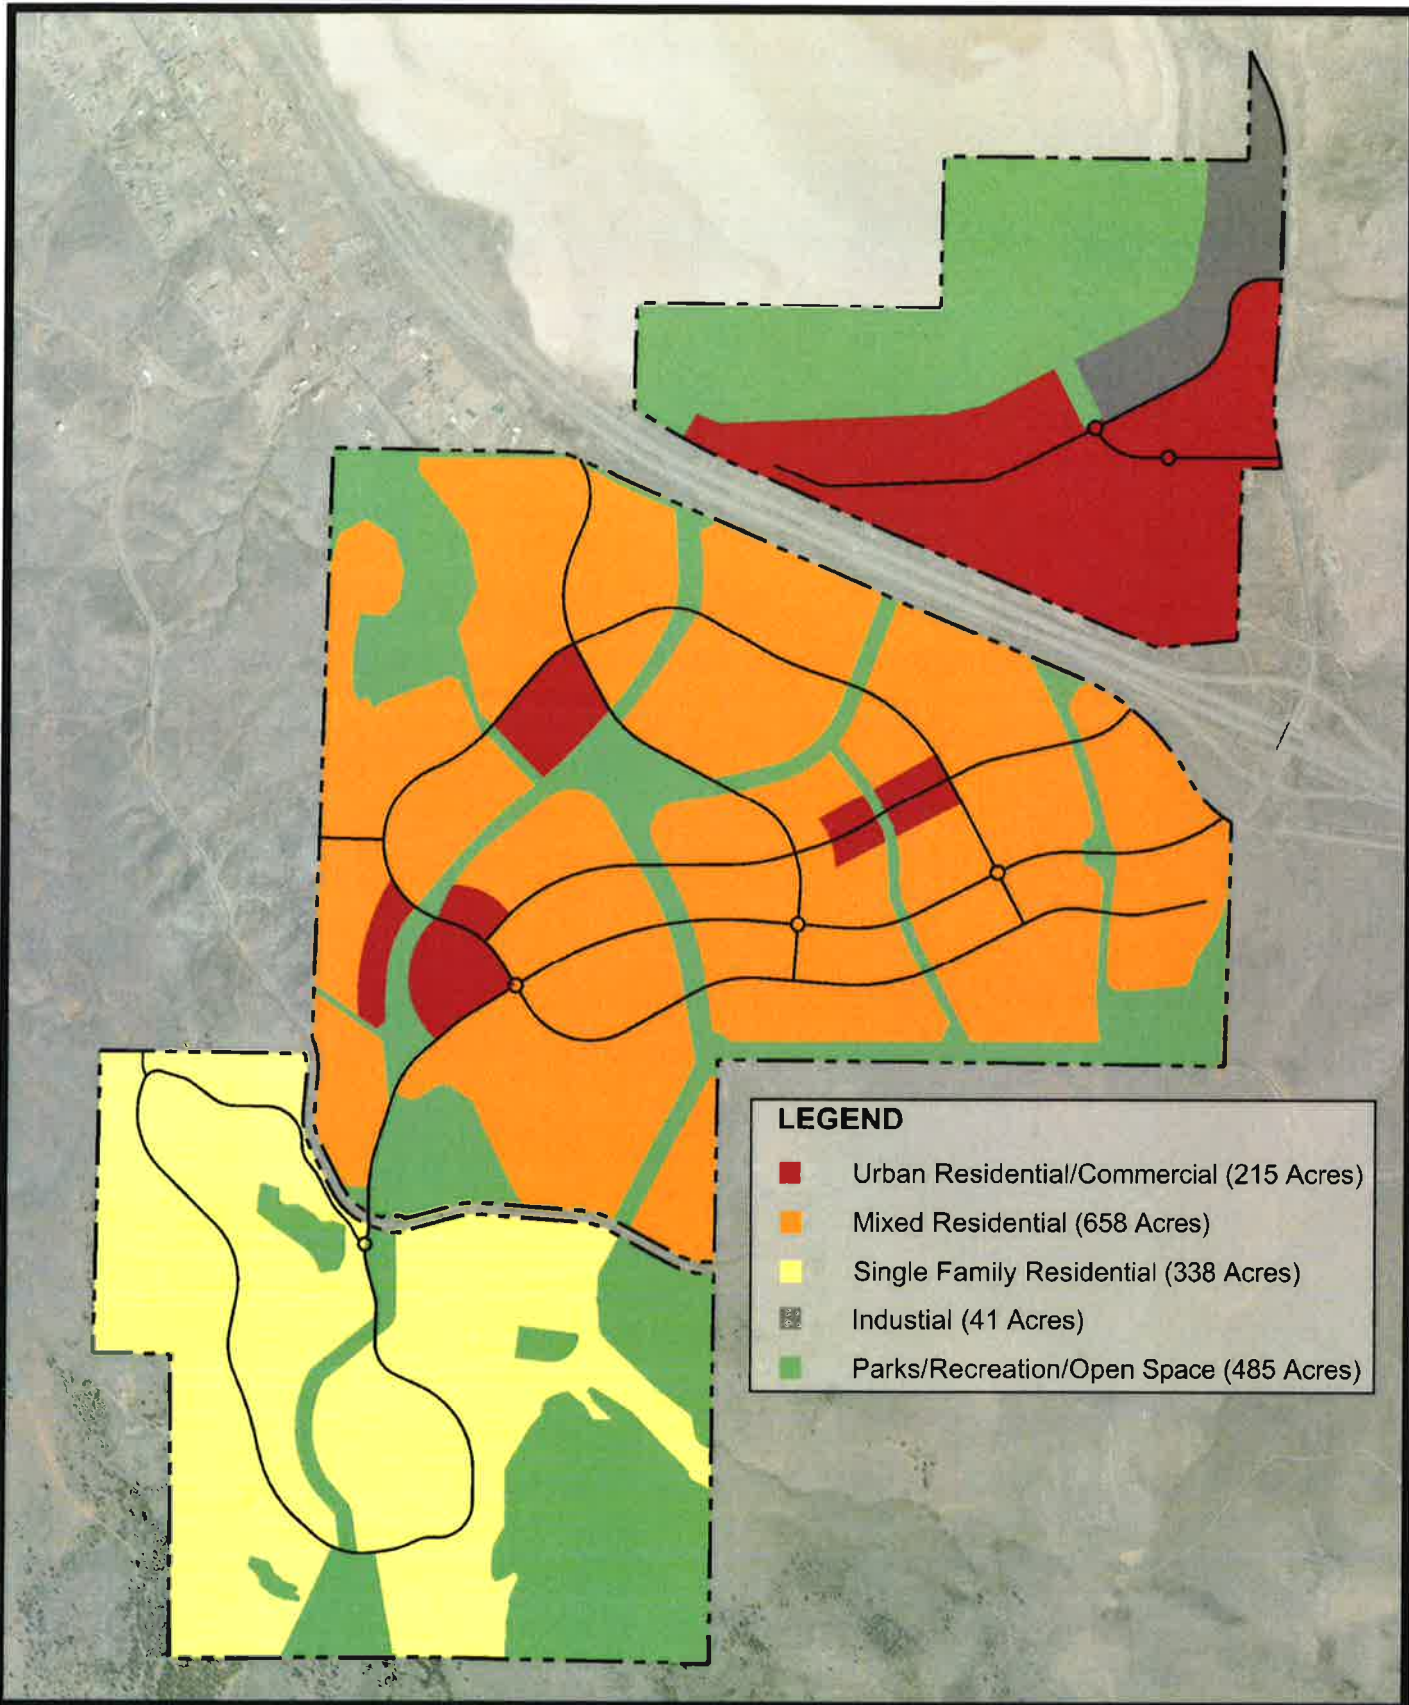 LEGEND
Urban Residential/Commercial (215 Acres)
Mixed Residential (658 Acres)
Single Family Residential (338 Acres)
Industial (41 Acres)
Parks/Recreation/Open Space (485 Acres)